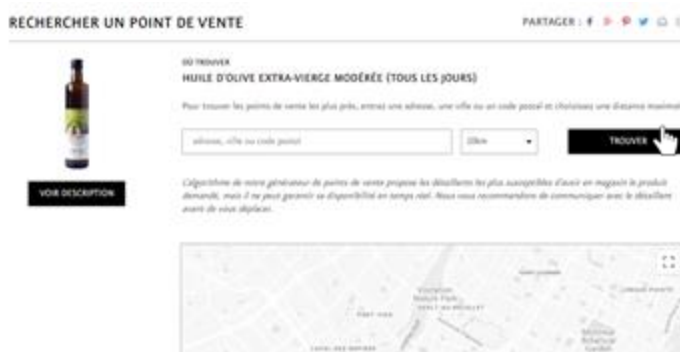 RECHERCHER UN POINT DE VENTE
PARTAGER :
OÙ TROUVER
HUILE D'OLIVE EXTRA-VIERGE MODÉRÉE (TOUS LES JOURS)
Pour trouver les points de vente les plus près, entrez une adresse, une ville ou un code postal et choisissez une distance
adresse, ville ou code postal
TROUVER
VOIR DESCRIPTION
L'algorithme de notre générateur de points de vente propose les détaillants les plus susceptibles d'avoir en magasin le produit
demandé, mais il ne peut garantir sa disponibilité en temps réel. Nous vous recommandons de communiquer avec le détaillant
avant de vous déplacer.